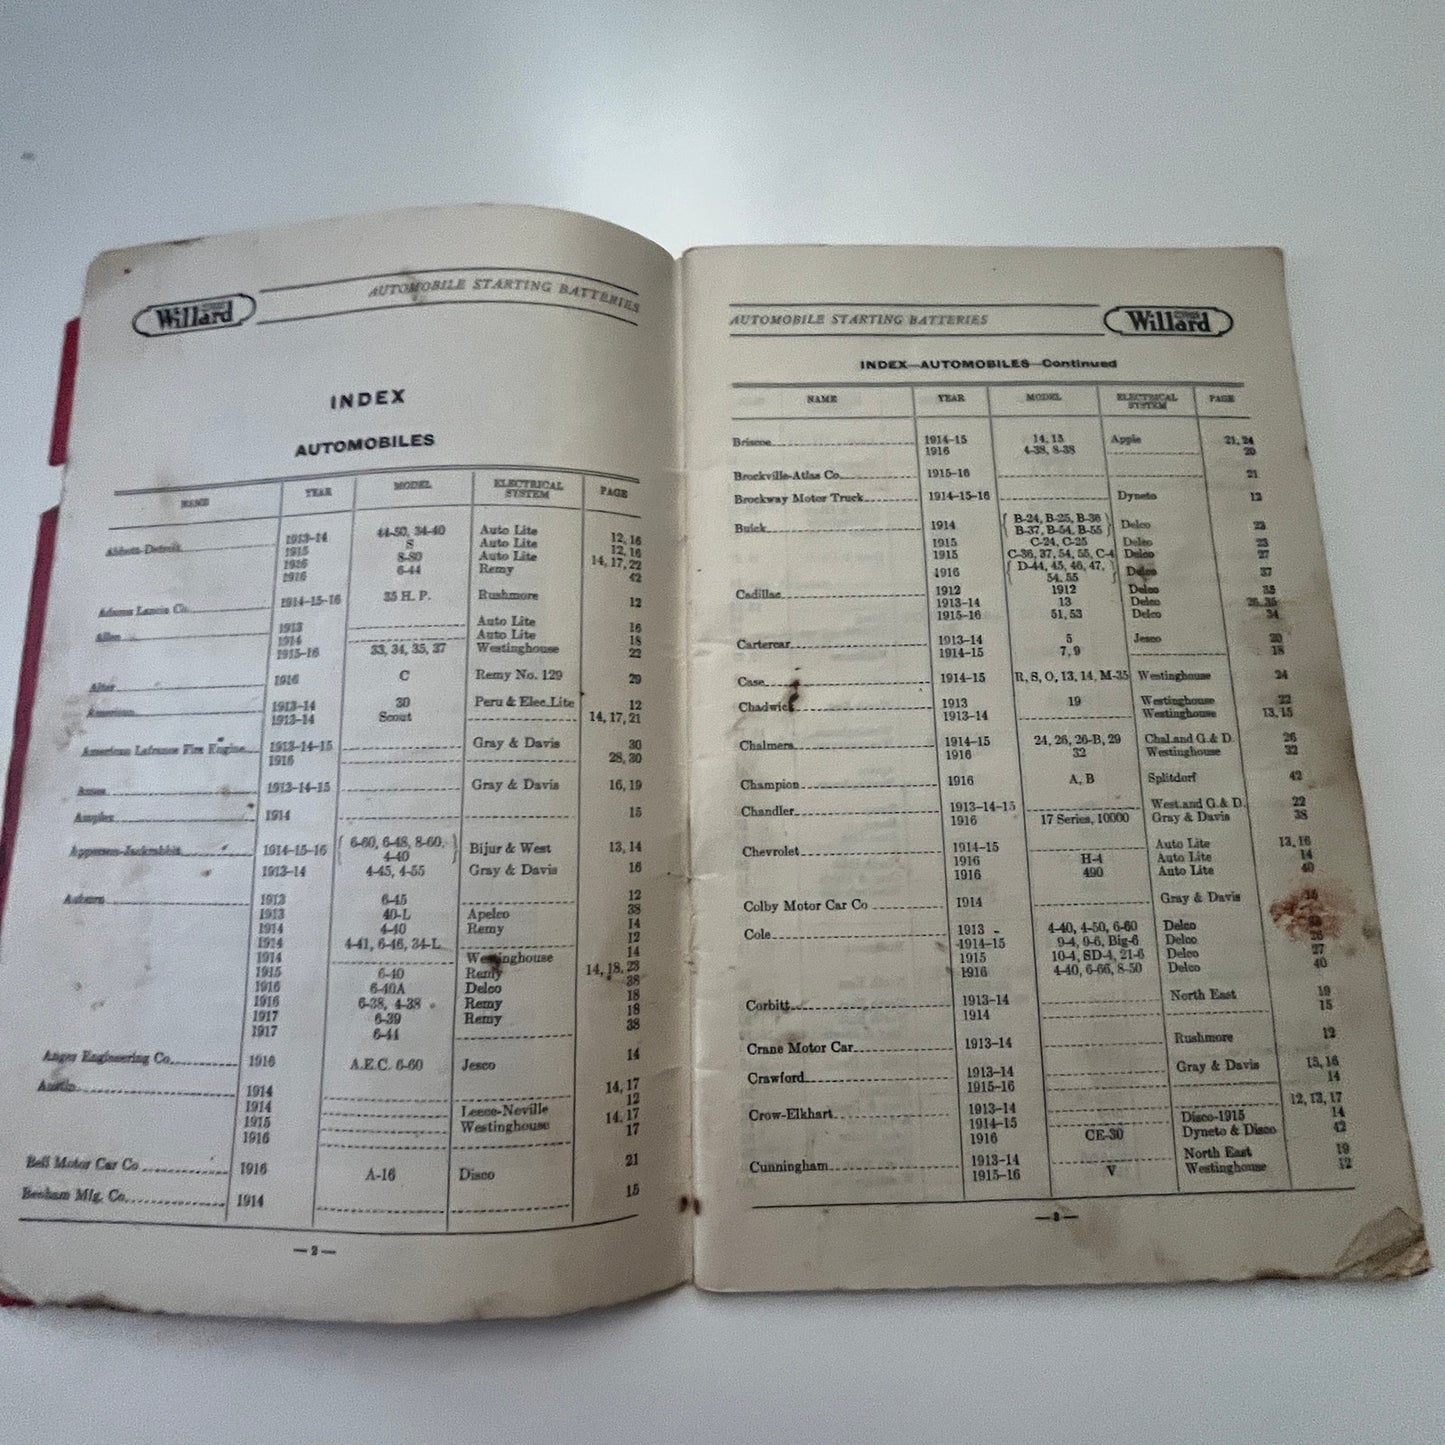 Willard
AUTOMOBILE STARTING BATTERIES
INDEX
AUTOMOBILES
NAME YEAR MODEL ELECTRICAL SYSTEM PAGE
Abbott-Detroit 1913-14 44-50, 34-40 Auto Lite 12, 16
1915 S Auto Lite 12, 16
1916 8-80 Auto Lite 14, 17, 22
1916 6-44 Remy 42
Adams Lancia Co. 1914-15-16 35 H. P. Rushmore 12
Allen 1913 Auto Lite 16
1914 Auto Lite 18
1915-16 33, 34, 35, 37 Westinghouse 22
Alter 1916 C Remy No. 129 29
American 1913-14 30 Peru & Elec. Lite 12
1913-14 Scout 14, 17, 21
American Lafrance Fire Engine 1913-14-15 Gray & Davis 30
1916 28, 30
Ames 1913-14-15 Gray & Davis 16, 19
Amplex 1914 15
Apperson-Jackrabbit 1914-15-16 { 6-60, 6-48, 8-60, 4-40 } Bijur & West 13, 14
1913-14 4-45, 4-55 Gray & Davis 16
Auburn 1913 6-45 12
1913 40-L Apelco 38
1914 4-40 Remy 14
1914 4-41, 6-46, 34-L 12
1914 Westinghouse 14
1915 6-40 Remy 14, 18, 23
1916 6-40A Delco 38
1916 6-38, 4-38 Remy 18
1917 6-39 Remy 18
1917 6-44 38
Anger Engineering Co. 1916 A.E.C. 6-60 Jesco 14
Austin 1914 14, 17
1914 Leece-Neville 12
1915 Westinghouse 14, 17
1916 17
Bell Motor Car Co 1916 A-16 Disco 21
Benham Mfg. Co. 1914 15
—2—
AUTOMOBILE STARTING BATTERIES
Willard
INDEX—AUTOMOBILES—Continued
NAME YEAR MODEL ELECTRICAL SYSTEM PAGE
Briscoe 1914-15 14, 15 Apple 21, 24
1916 4-38, 8-38 20
Brockville-Atlas Co. 1915-16 21
Brockway Motor Truck 1914-15-16 Dyneto 12
Buick 1914 { B-24, B-25, B-36 B-37, B-54, B-55 } Delco 23
1915 C-24, C-25 Delco 23
1915 C-36, 37, 54, 55, C-4 Delco 27
1916 { D-44, 45, 46, 47, 54, 55 } Delco 37
Cadillac 1912 1912 Delco 35
1913-14 13 Delco
1915-16 51, 53 Delco 34
Cartercar 1913-14 5 Jesco 20
1914-15 7, 9 18
Case 1914-15 R, S, O, 13, 14, M-35 Westinghouse 24
Chadwick 1913 19 Westinghouse 22
1913-14 Westinghouse 13, 15
Chalmers 1914-15 24, 26, 26-B, 29 Chal. and G. & D. 26
1916 32 Westinghouse 32
Champion 1916 A, B Splitdorf 42
Chandler 1913-14-15 West. and G. & D. 22
1916 17 Series, 10000 Gray & Davis 38
Chevrolet 1914-15 Auto Lite 13, 16
1916 H-4 Auto Lite 14
1916 490 Auto Lite 40
Colby Motor Car Co 1914 Gray & Davis
Cole 1913 4-40, 4-50, 6-60 Delco
1914-15 9-4, 9-6, Big-6 Delco 26
1915 10-4, SD-4, 21-6 Delco 27
1916 4-40, 6-66, 8-50 Delco 40
Corbitt 1913-14 North East 19
1914 15
Crane Motor Car 1913-14 Rushmore 12
Crawford 1913-14 Gray & Davis 15, 16
1915-16 14
Crow-Elkhart 1913-14 12, 13, 17
1914-15 Disco-1915 14
1916 CE-30 Dyneto & Disco 42
Cunningham 1913-14 North East 19
1915-16 V Westinghouse 12
—3—